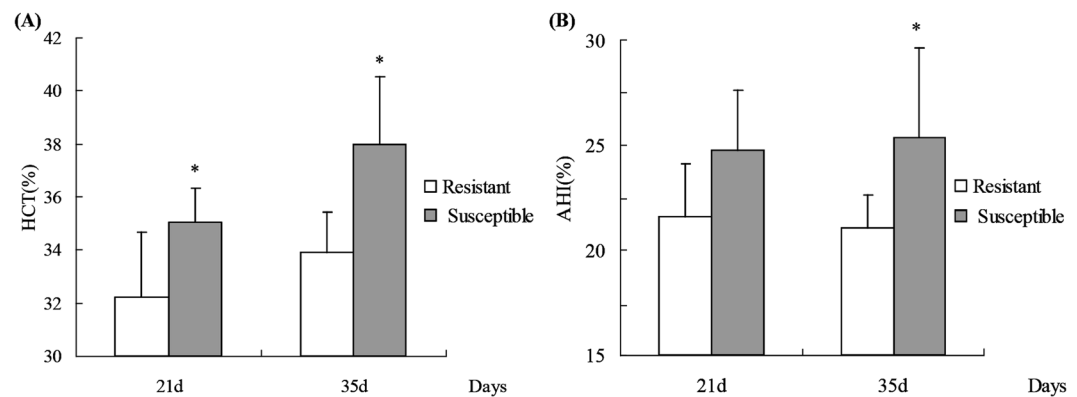 (A)
42
40
38
36
34
32
30
HCT(%)
*
*
Resistant
Susceptible
21d
35d
Days
(B)
30
25
20
15
AHI(%)
*
Resistant
Susceptible
21d
35d
Days